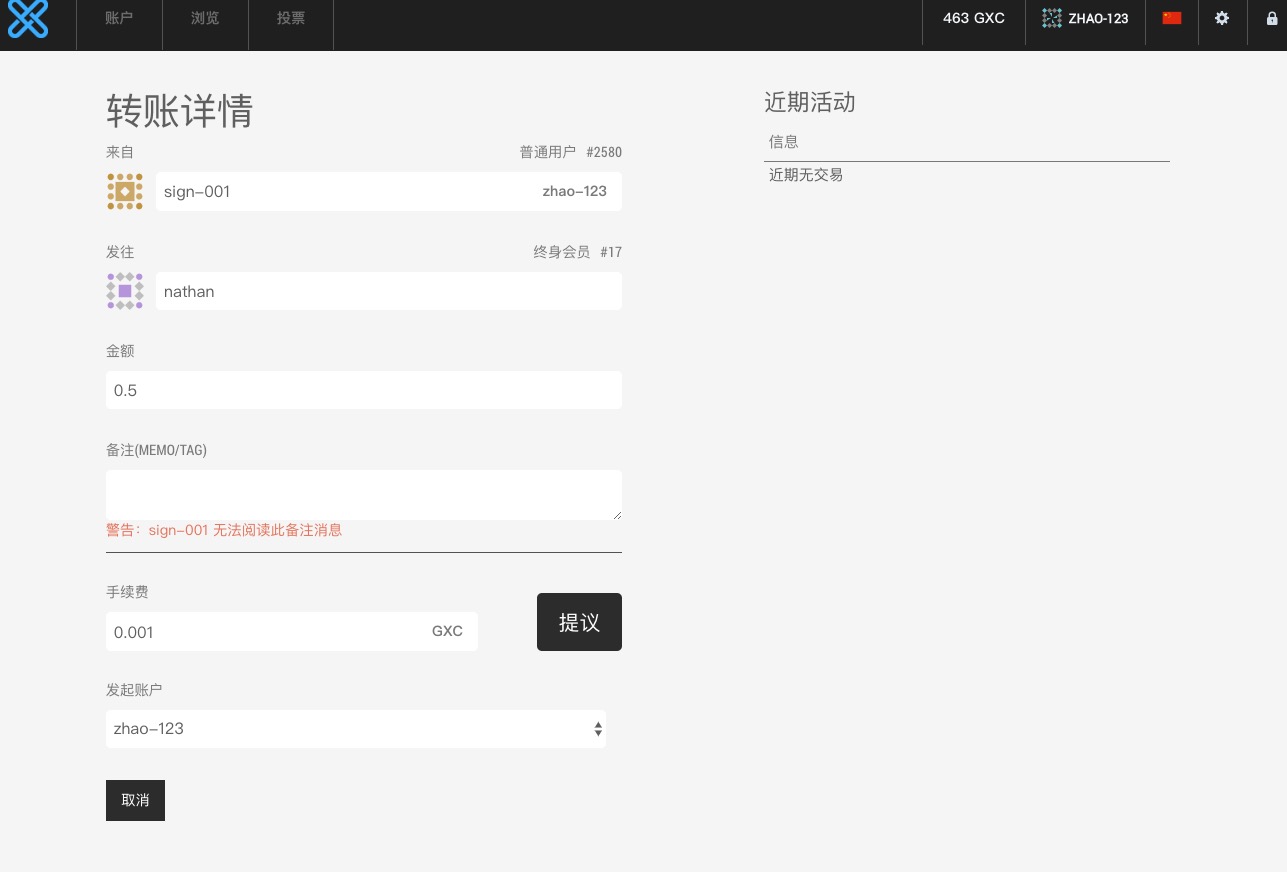 账户 浏览 投票 463 GXC ZHAO-123
转账详情
来自 普通用户 #2580
sign-001 zhao-123
发往 终身会员 #17
nathan
金额
0.5
备注(MEMO/TAG)
警告：sign-001 无法阅读此备注消息
手续费
0.001 GXC
提议
发起账户
zhao-123
取消
近期活动
信息
近期无交易